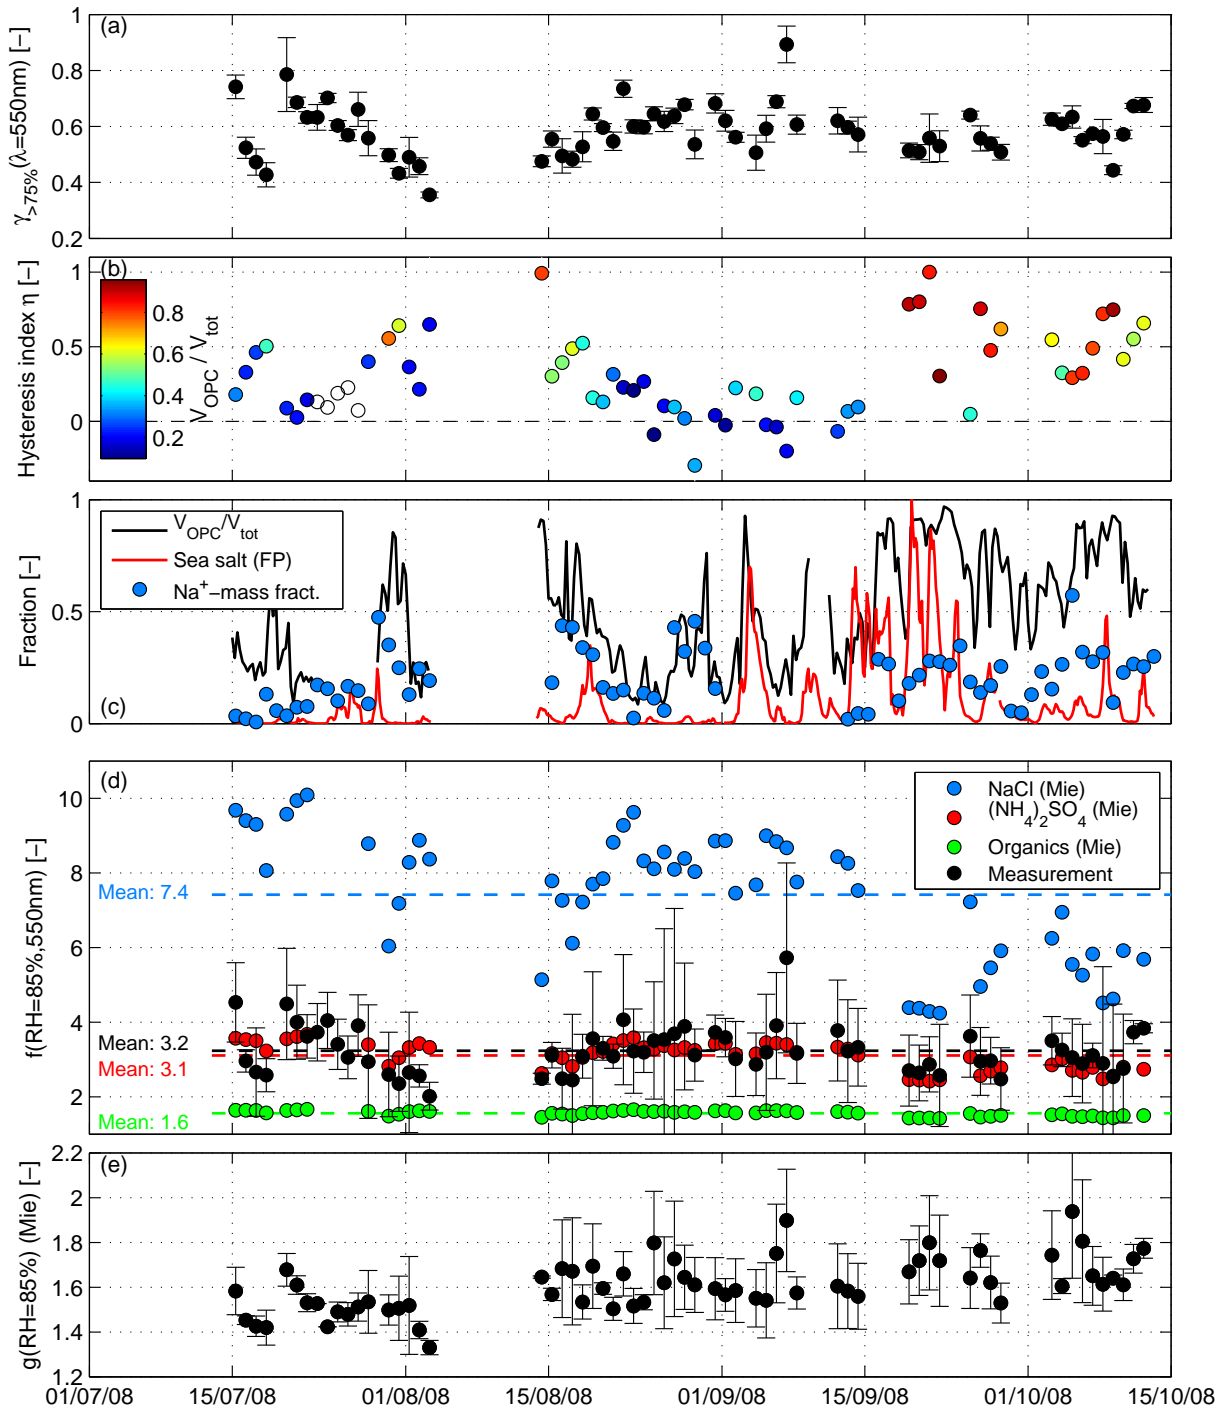 (a)
γ>75%(λ=550nm) [−]
1
0.8
0.6
0.4
0.2
(b)
Hysteresis index η [−]
1
0.5
0
0.8
0.6
0.4
0.2
V_OPC / V_tot
(c)
Fraction [−]
1
0.5
0
V_OPC/V_tot
Sea salt (FP)
Na⁺−mass fract.
(d)
f(RH=85%,550nm) [−]
10
8
6
4
2
NaCl (Mie)
(NH₄)₂SO₄ (Mie)
Organics (Mie)
Measurement
Mean: 7.4
Mean: 3.2
Mean: 3.1
Mean: 1.6
(e)
g(RH=85%) (Mie) [−]
2.2
2
1.8
1.6
1.4
1.2
01/07/08 15/07/08 01/08/08 15/08/08 01/09/08 15/09/08 01/10/08 15/10/08